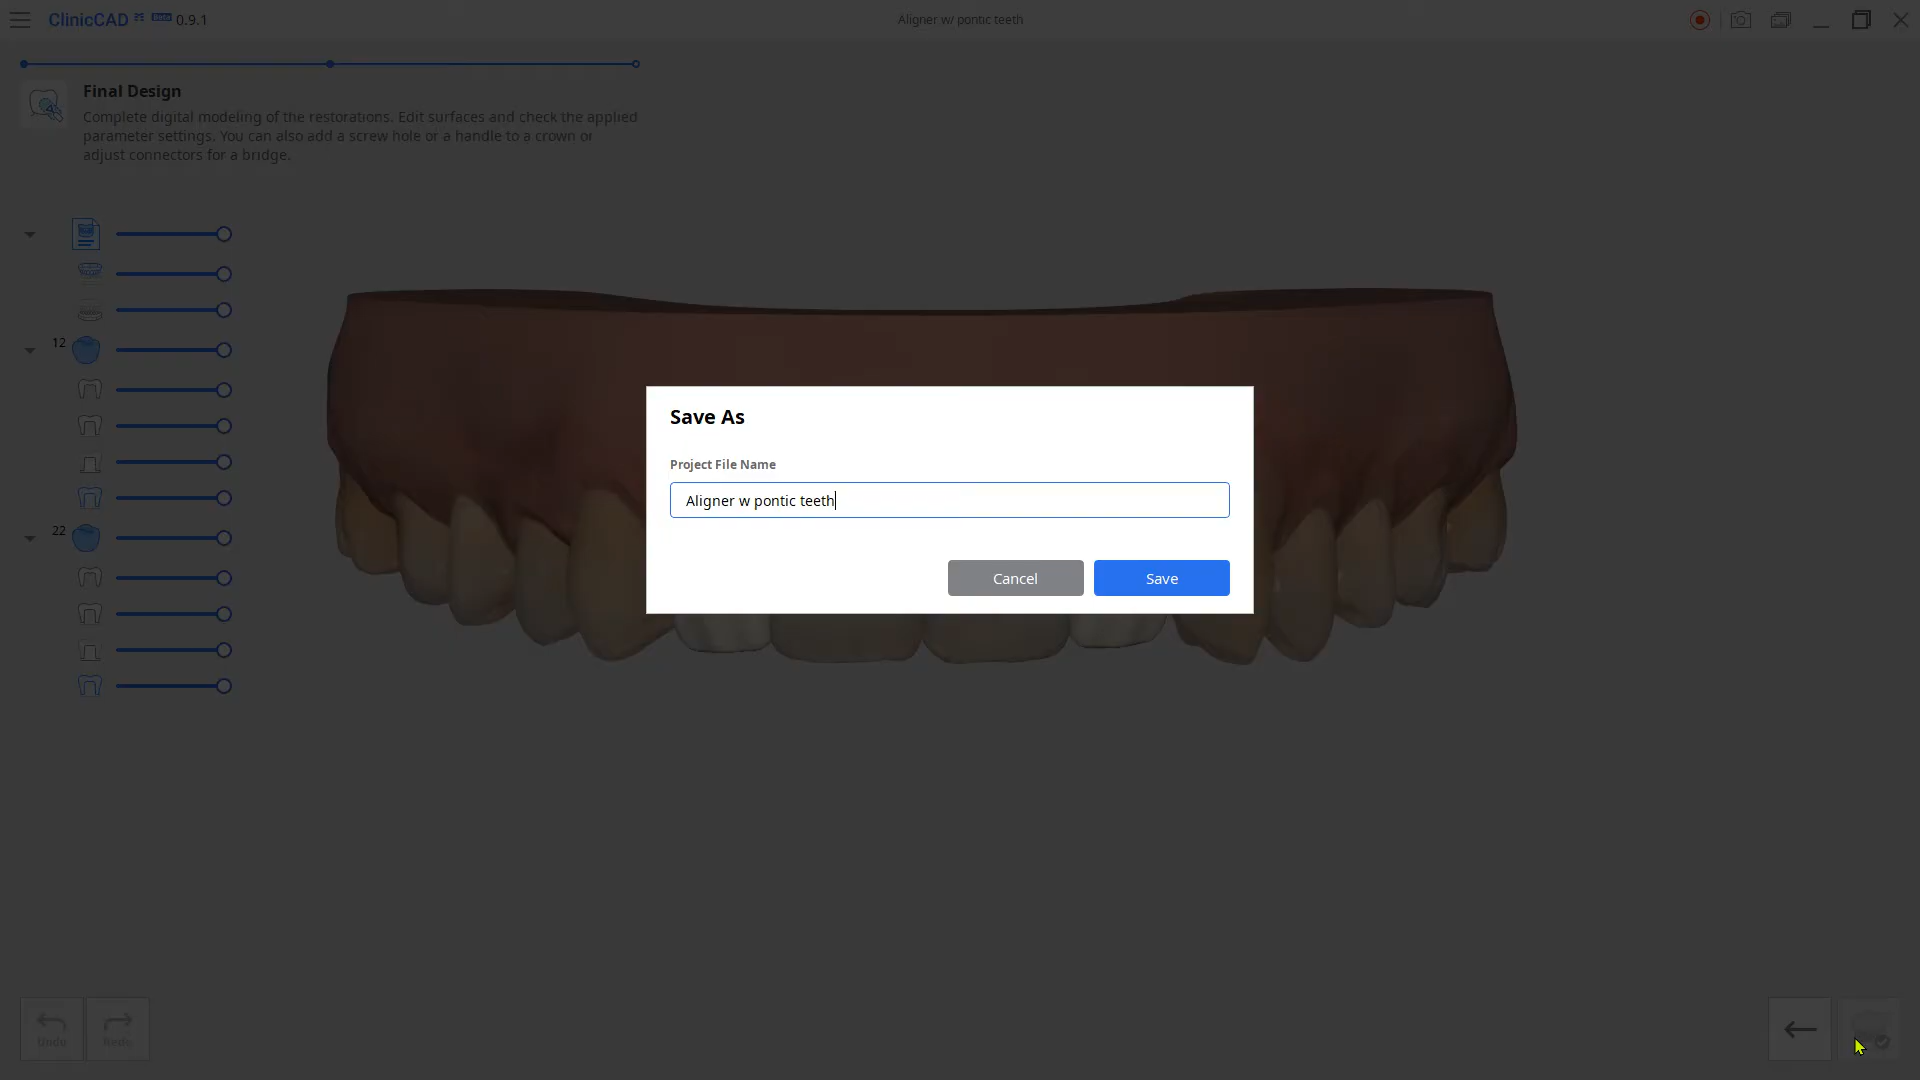 ClinicCAD Beta 0.9.1
Aligner w/ pontic teeth
Final Design
Complete digital modeling of the restorations. Edit surfaces and check the applied
parameter settings. You can also add a screw hole or a handle to a crown or
adjust connectors for a bridge.
12
22
Save As
Project File Name
Aligner w pontic teeth
Cancel
Save
Undo
Redo